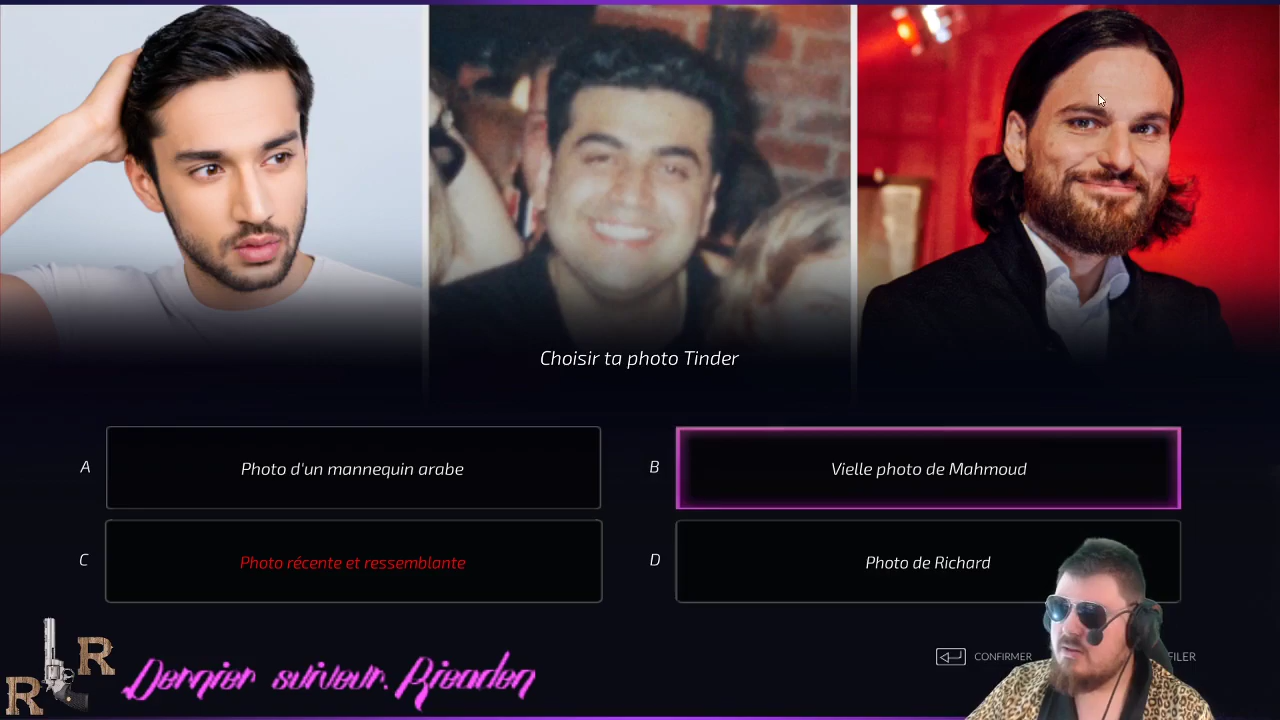 Choisir ta photo Tinder
A
Photo d'un mannequin arabe
B
Vielle photo de Mahmoud
C
Photo récente et ressemblante
D
Photo de Richard
R
R
Dernier suiveur: Rjeaden
CONFIRMER
FILER